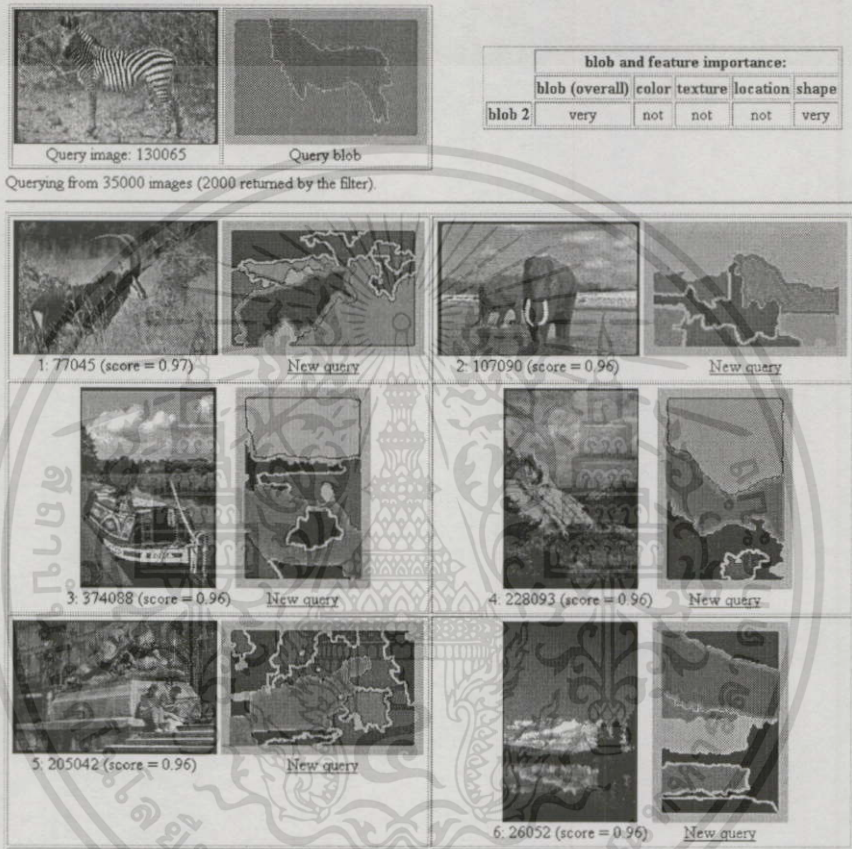 blob and feature importance:
blob (overall) color texture location shape
blob 2 very not not not very
Query image: 130065 Query blob
Querying from 35000 images (2000 returned by the filter).
1: 77045 (score = 0.97) New query 2: 107090 (score = 0.96) New query
3: 374088 (score = 0.96) New query 4: 228093 (score = 0.96) New query
5: 205042 (score = 0.96) New query
6: 26052 (score = 0.96) New query